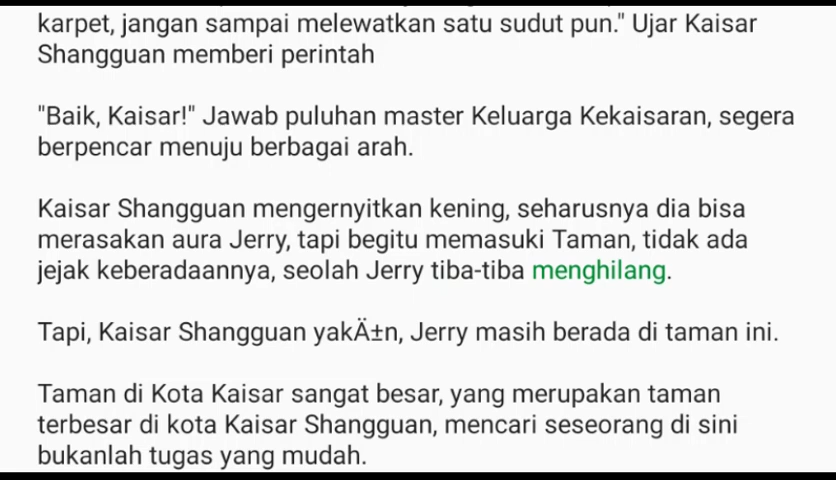 karpet, jangan sampai melewatkan satu sudut pun." Ujar Kaisar
Shangguan memberi perintah
"Baik, Kaisar!" Jawab puluhan master Keluarga Kekaisaran, segera
berpencar menuju berbagai arah.
Kaisar Shangguan mengernyitkan kening, seharusnya dia bisa
merasakan aura Jerry, tapi begitu memasuki Taman, tidak ada
jejak keberadaannya, seolah Jerry tiba-tiba menghilang.
Tapi, Kaisar Shangguan yakÄ±n, Jerry masih berada di taman ini.
Taman di Kota Kaisar sangat besar, yang merupakan taman
terbesar di kota Kaisar Shangguan, mencari seseorang di sini
bukanlah tugas yang mudah.